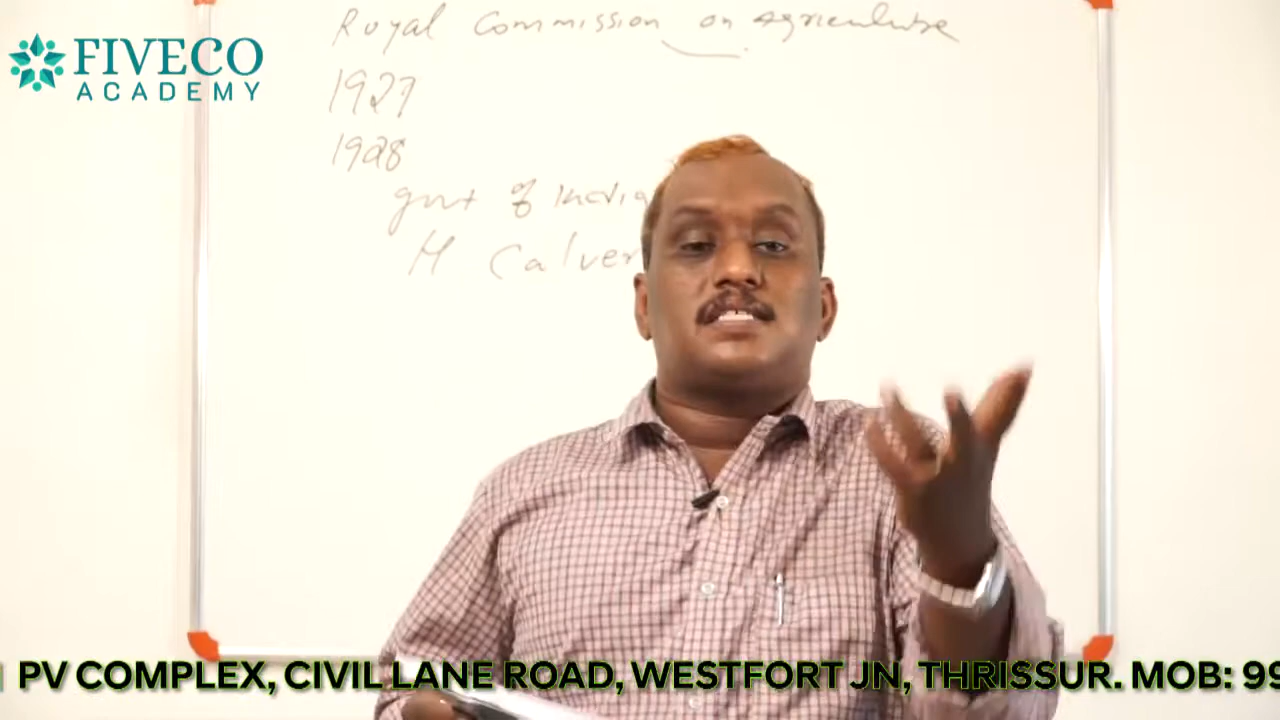 FIVECO
ACADEMY
Royal Commission on Agriculture
1927
1928
govt of India
H Calver
PV COMPLEX, CIVIL LANE ROAD, WESTFORT JN, THRISSUR. MOB: 99